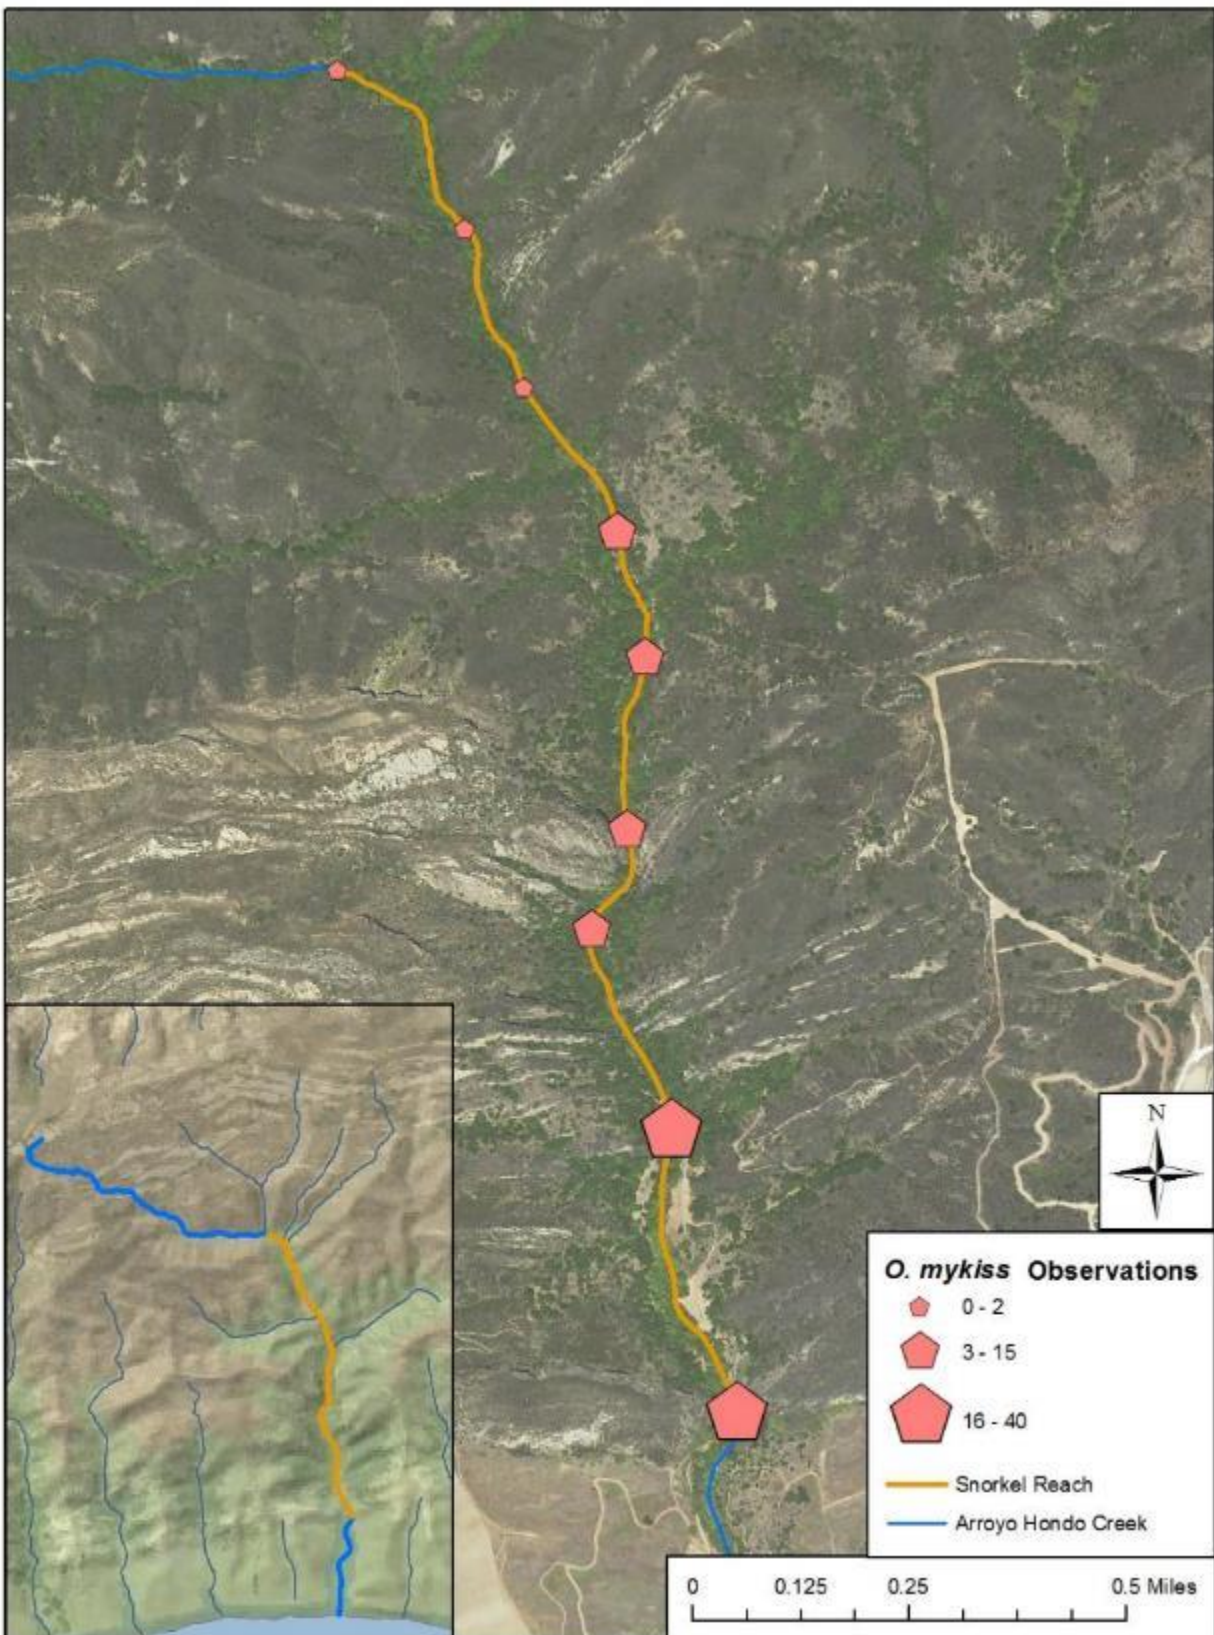 N
O. mykiss Observations
0 - 2
3 - 15
16 - 40
Snorkel Reach
Arroyo Hondo Creek
0 0.125 0.25 0.5 Miles